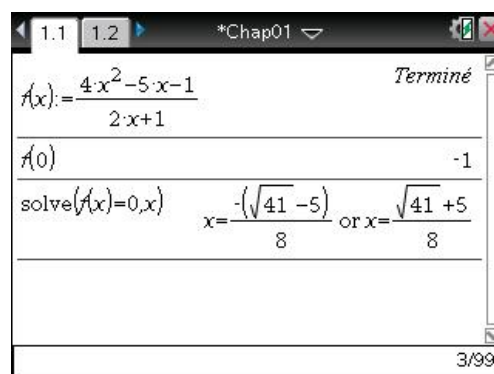 1.1 1.2 *Chap01
f(x):=(4·x²−5·x−1)/(2·x+1) Terminé
f(0) -1
solve(f(x)=0,x) x=-(√41 −5)/8 or x=(√41 +5)/8
3/99